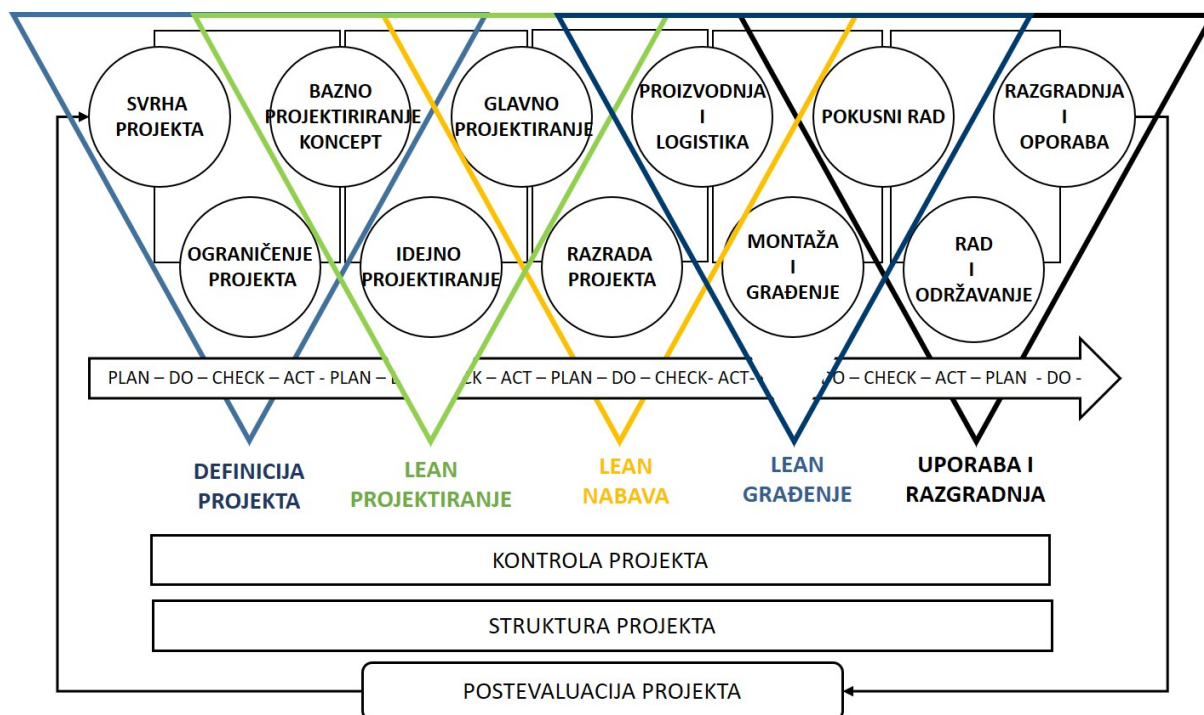 SVRHA
PROJEKTA
BAZNO
PROJEKTIRIRANJE
KONCEPT
GLAVNO
PROJEKTIRANJE
PROIZVODNJA
I
LOGISTIKA
POKUSNI RAD
RAZGRADNJA
I
OPORABA
OGRANIČENJE
PROJEKTA
IDEJNO
PROJEKTIRANJE
RAZRADA
PROJEKTA
MONTAŽA
I
GRAĐENJE
RAD
I
ODRŽAVANJE
PLAN – DO – CHECK – ACT - PLAN – – ACT – PLAN – DO – CHECK- ACT- – CHECK – ACT – PLAN - DO -
DEFINICIJA
PROJEKTA
LEAN
PROJEKTIRANJE
LEAN
NABAVA
LEAN
GRAĐENJE
UPORABA I
RAZGRADNJA
KONTROLA PROJEKTA
STRUKTURA PROJEKTA
POSTEVALUACIJA PROJEKTA